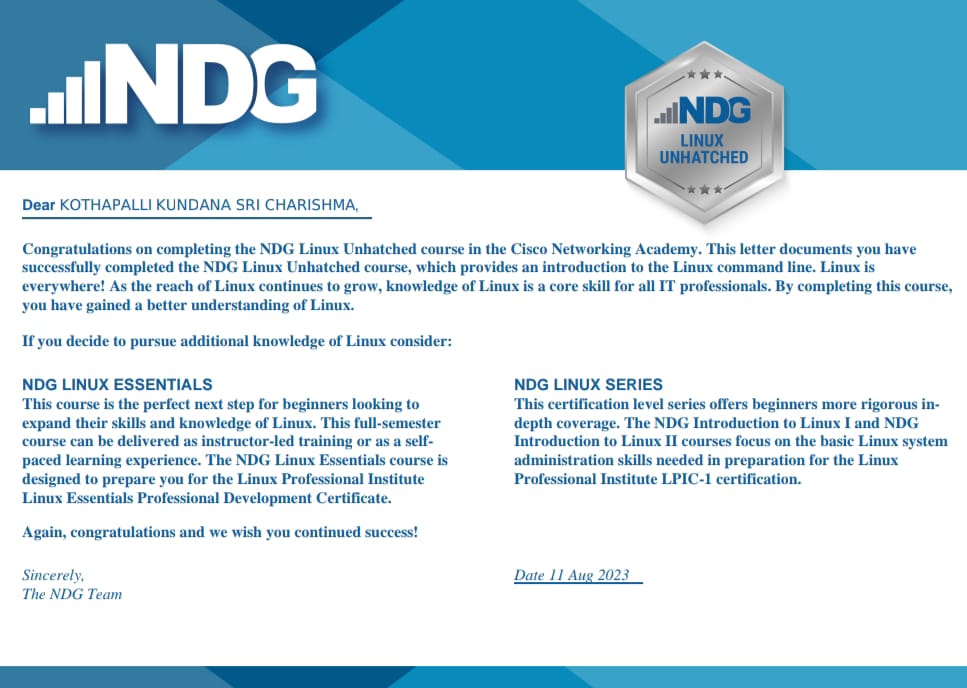 NDG
NDG
LINUX
UNHATCHED
Dear KOTHAPALLI KUNDANA SRI CHARISHMA,
Congratulations on completing the NDG Linux Unhatched course in the Cisco Networking Academy. This letter documents you have
successfully completed the NDG Linux Unhatched course, which provides an introduction to the Linux command line. Linux is
everywhere! As the reach of Linux continues to grow, knowledge of Linux is a core skill for all IT professionals. By completing this course,
you have gained a better understanding of Linux.
If you decide to pursue additional knowledge of Linux consider:
NDG LINUX ESSENTIALS
This course is the perfect next step for beginners looking to
expand their skills and knowledge of Linux. This full-semester
course can be delivered as instructor-led training or as a self-
paced learning experience. The NDG Linux Essentials course is
designed to prepare you for the Linux Professional Institute
Linux Essentials Professional Development Certificate.
NDG LINUX SERIES
This certification level series offers beginners more rigorous in-
depth coverage. The NDG Introduction to Linux I and NDG
Introduction to Linux II courses focus on the basic Linux system
administration skills needed in preparation for the Linux
Professional Institute LPIC-1 certification.
Again, congratulations and we wish you continued success!
Sincerely,
The NDG Team
Date 11 Aug 2023